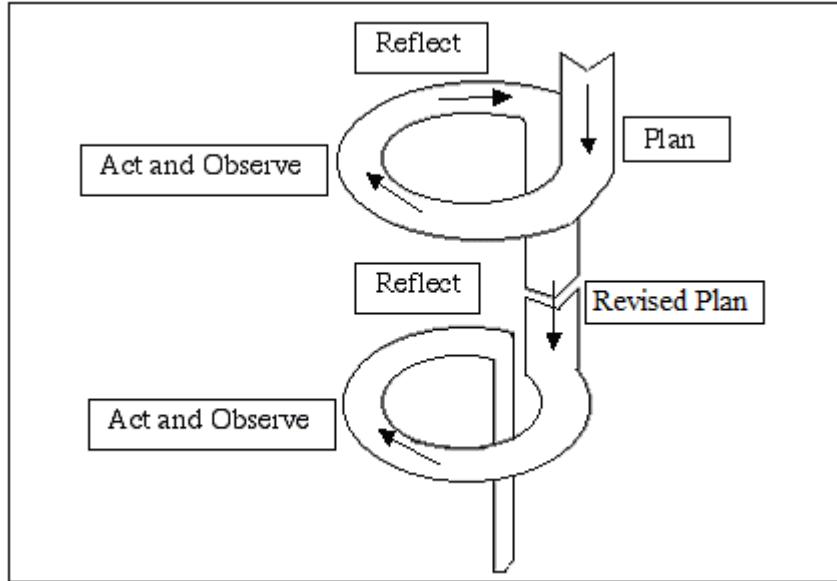 Reflect
Plan
Act and Observe
Reflect
Revised Plan
Act and Observe